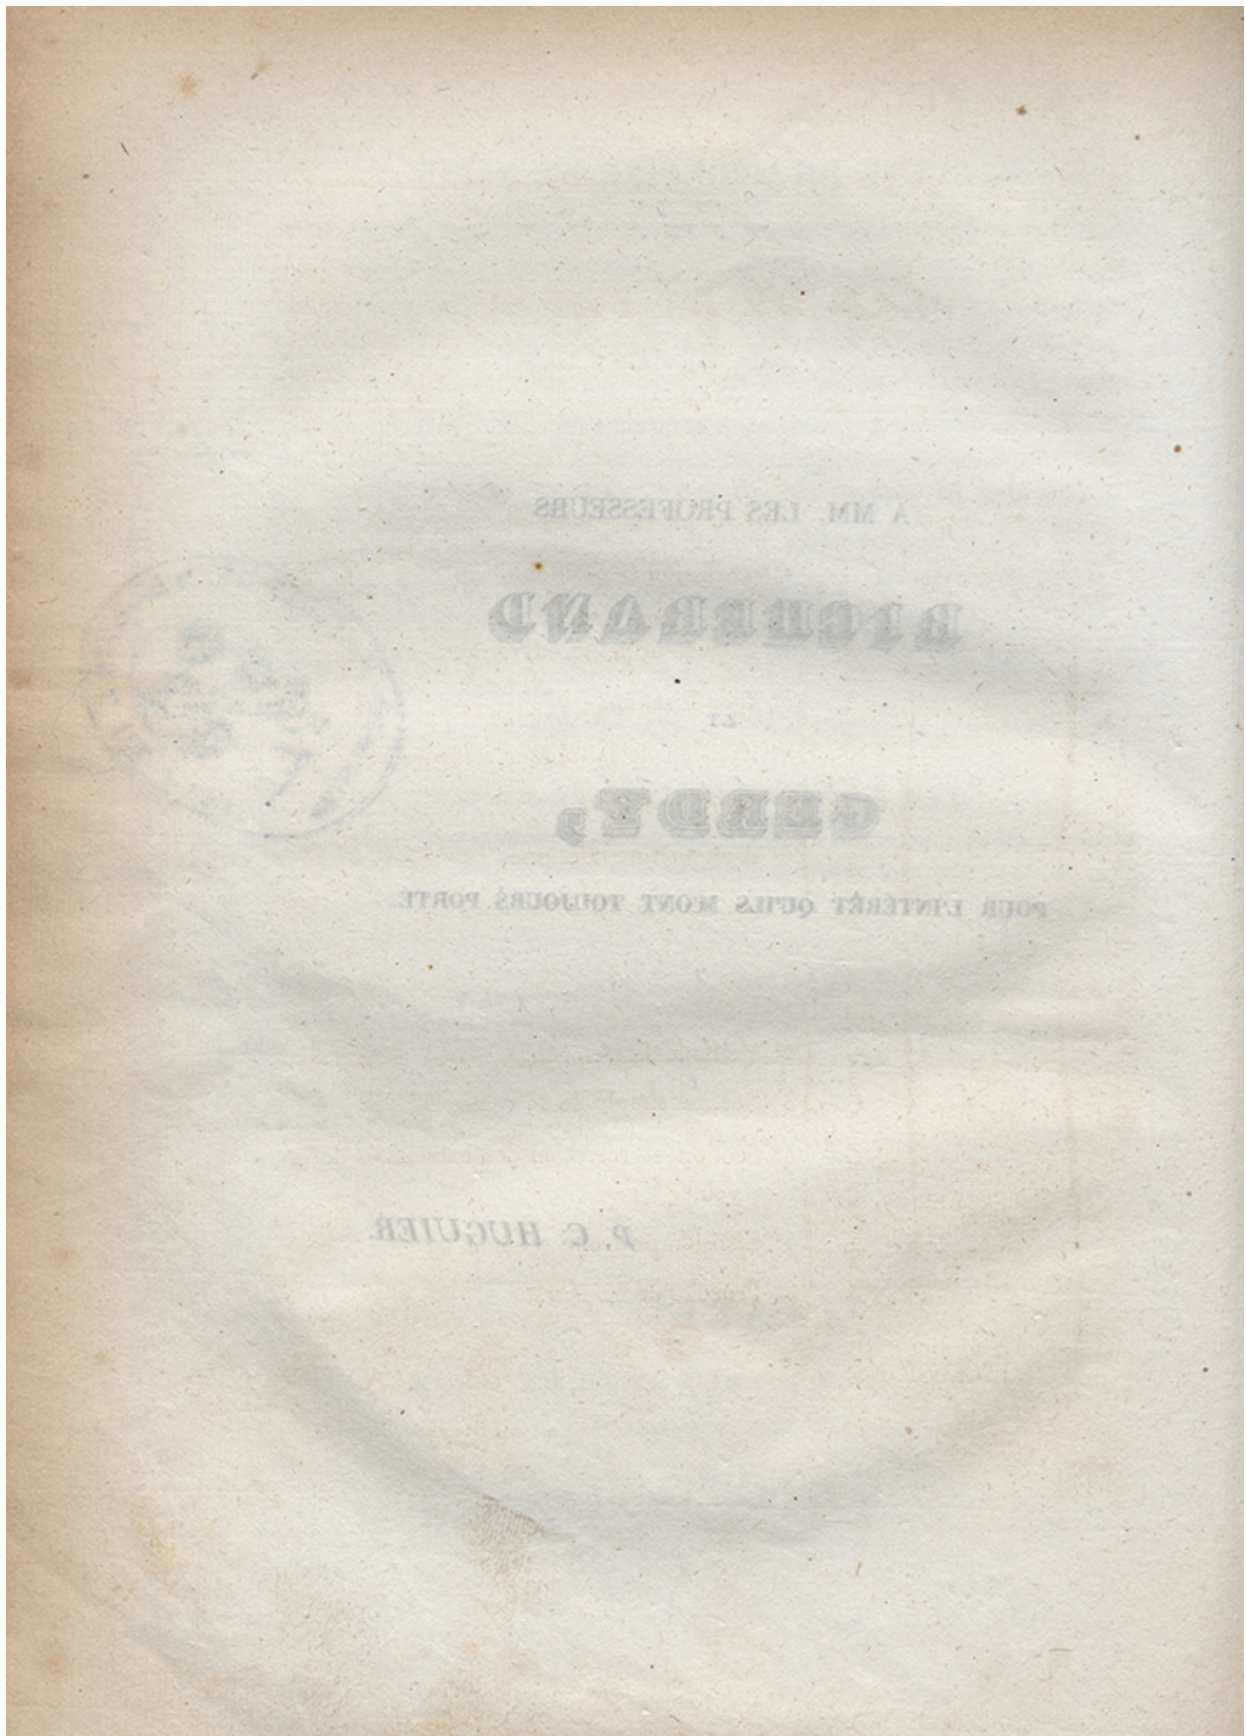 A MM. LES PROFESSEURS
RICHERAND
ET
GERDY,
POUR L'INTÉRÊT QU'ILS M'ONT TOUJOURS PORTÉ.
P. C. HUGUIER.